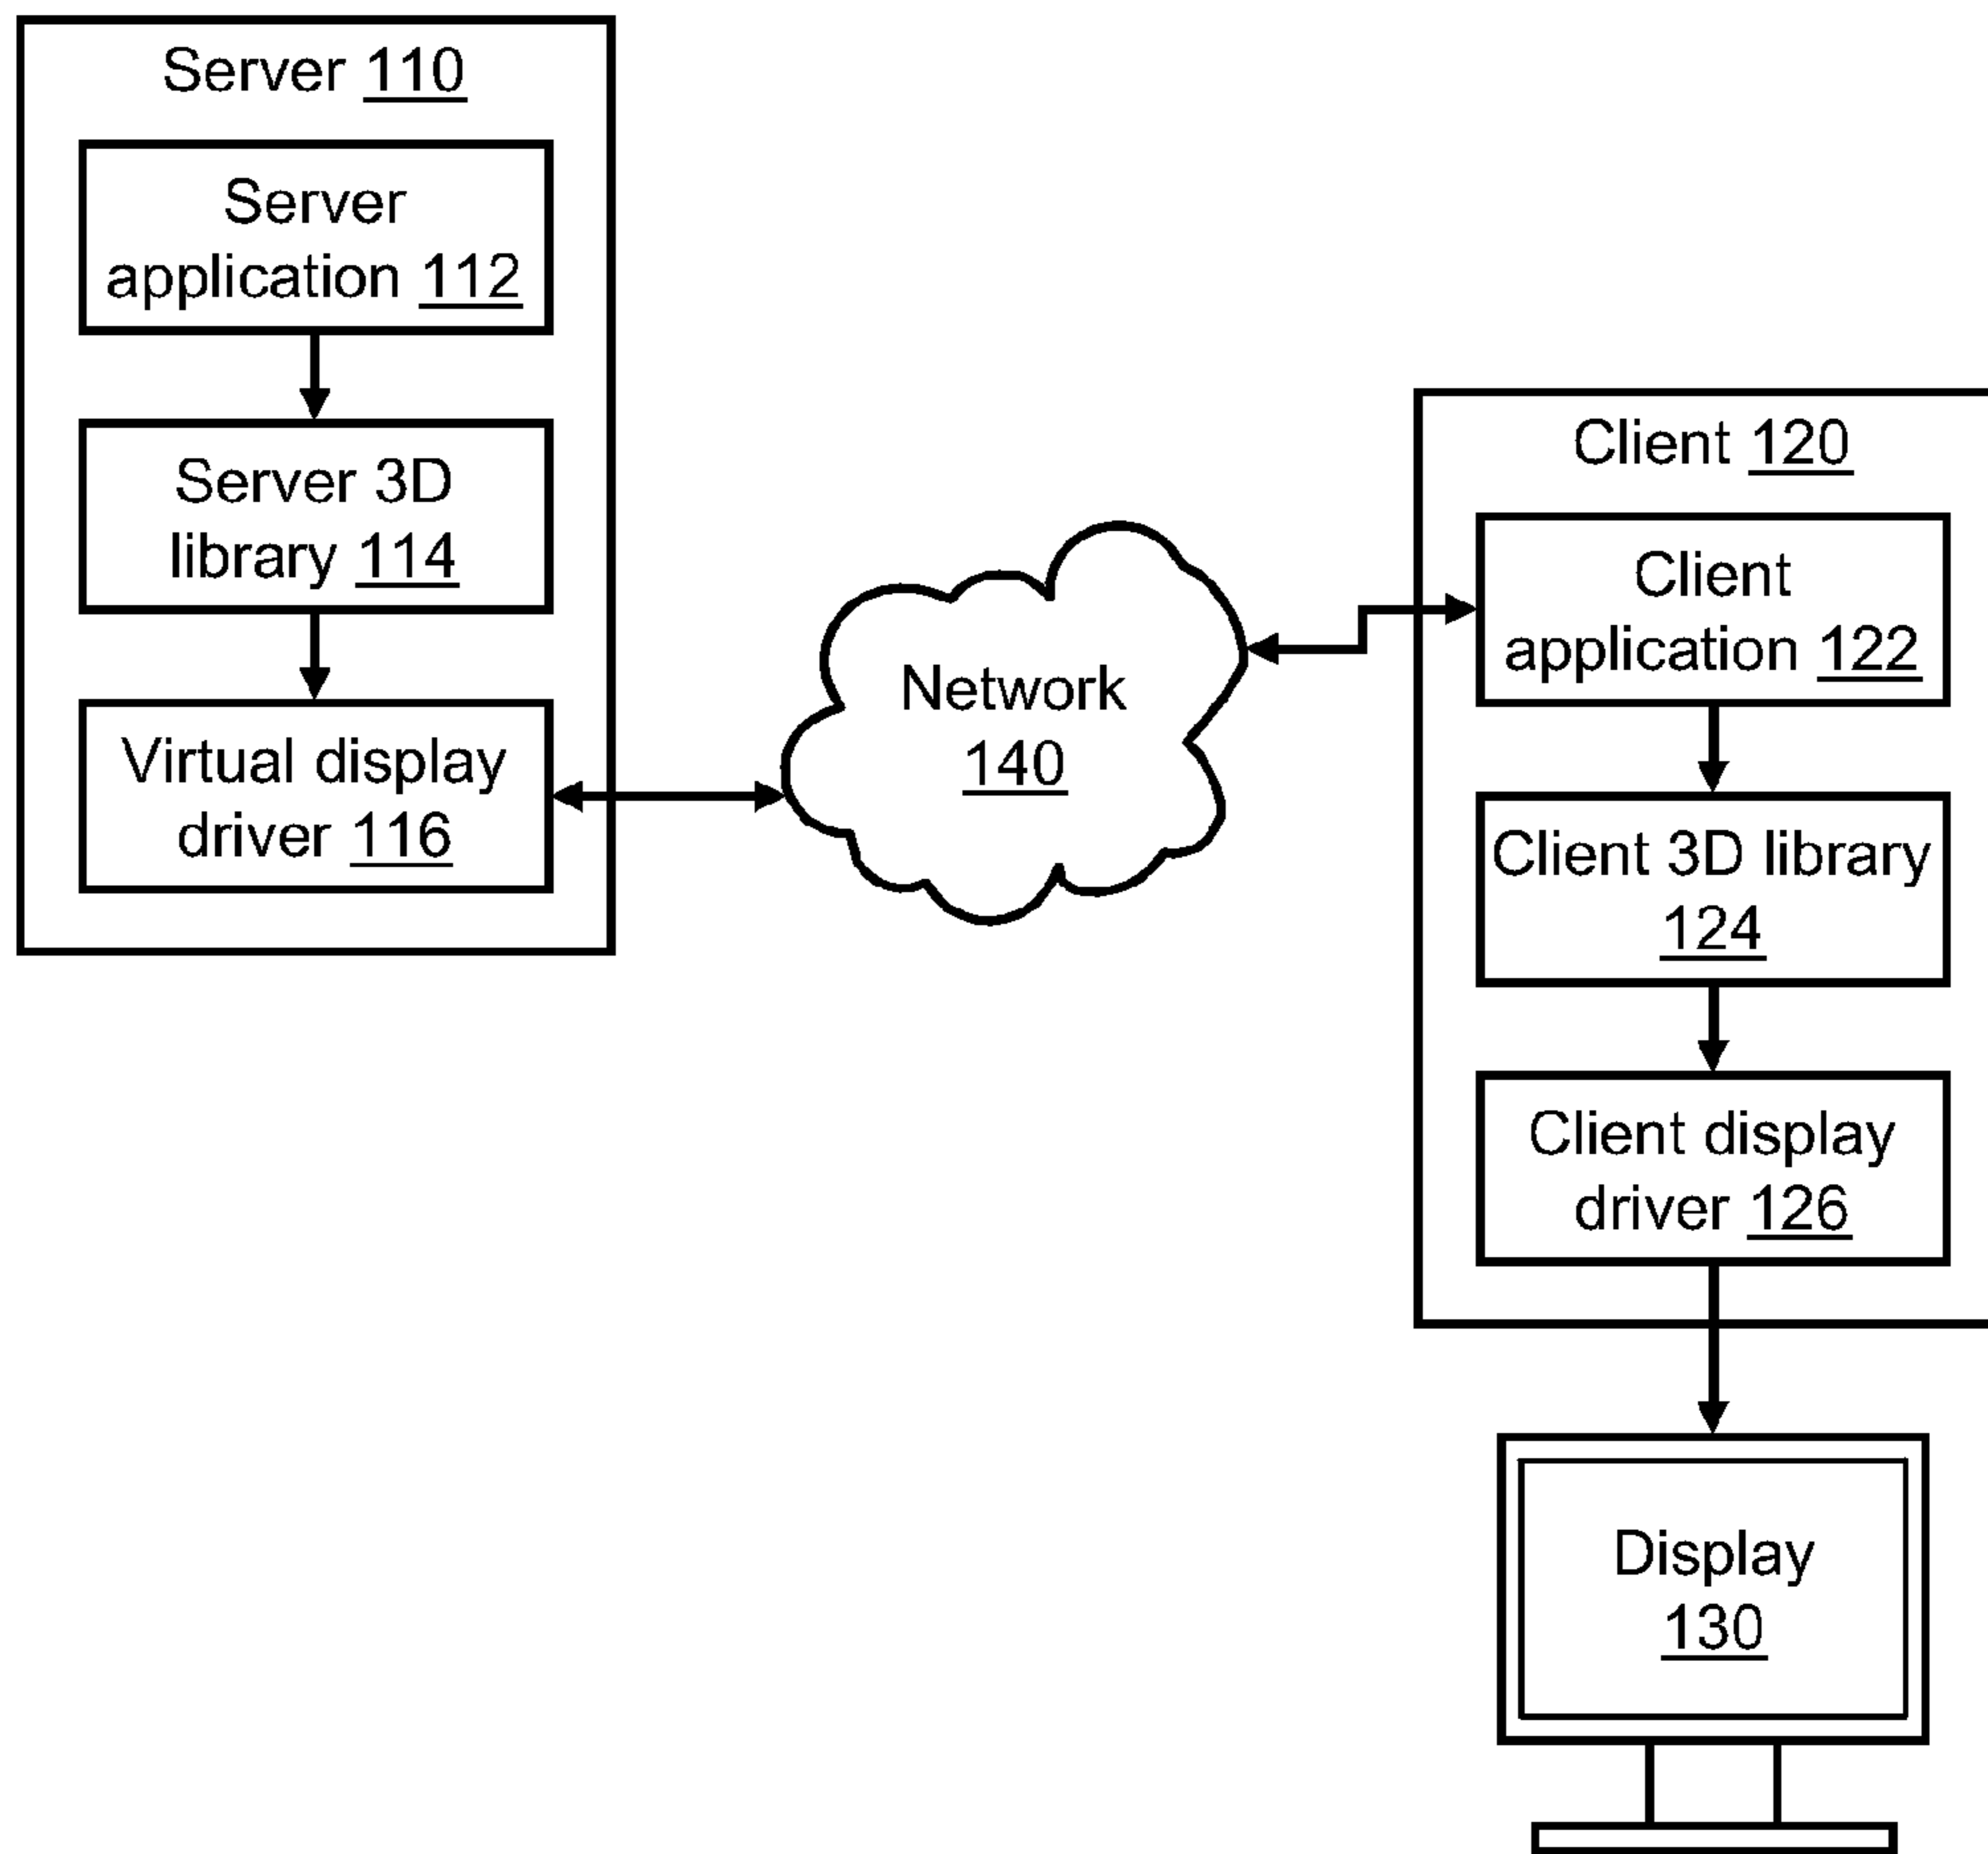 Server 110
Server
application 112
Server 3D
library 114
Virtual display
driver 116
Network
140
Client 120
Client
application 122
Client 3D library
124
Client display
driver 126
Display
130